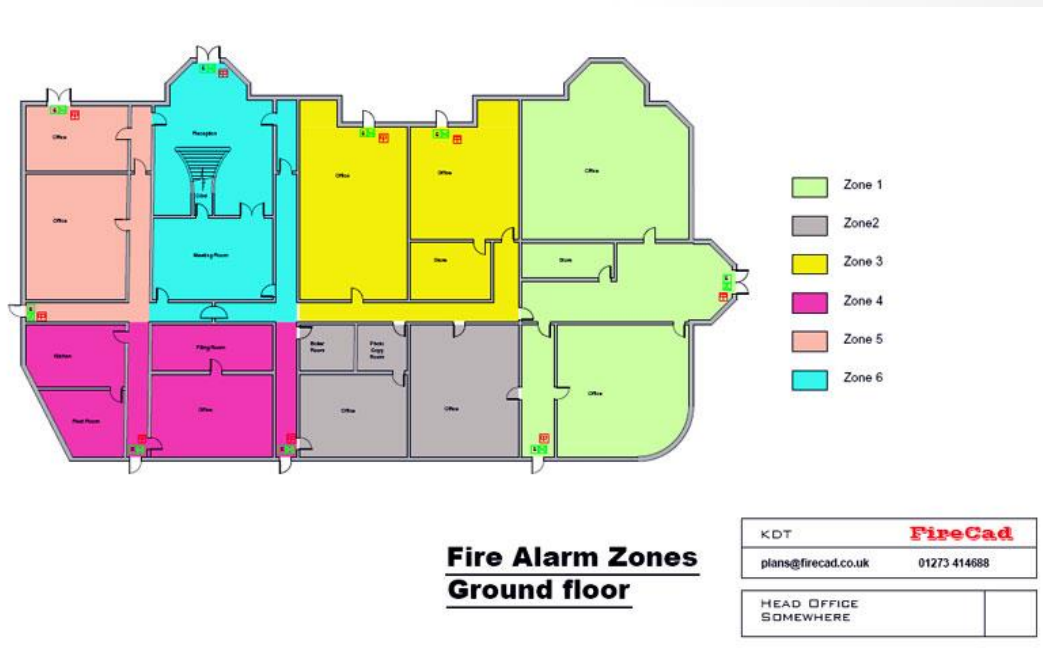 Reception
Office
Office
Office
Office
Office
Office
Meeting Room
Store
Store
Kitchen
Filing Room
Boiler
Room
Photo
Copy
Room
Post Room
Office
Office
Office
Office
Zone 1
Zone2
Zone 3
Zone 4
Zone 5
Zone 6
Fire Alarm Zones
Ground floor
KDT
FireCad
plans@firecad.co.uk
01273 414688
HEAD OFFICE
SOMEWHERE